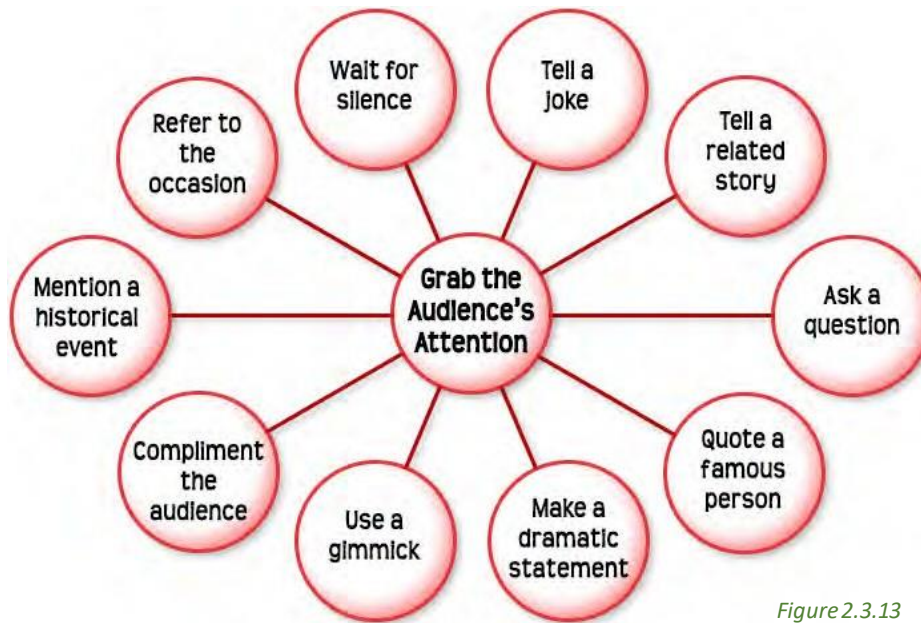 Wait for
silence
Tell a
joke
Refer to
the
occasion
Tell a
related
story
Mention a
historical
event
Grab the
Audience's
Attention
Ask a
question
Compliment
the
audience
Quote a
famous
person
Use a
gimmick
Make a
dramatic
statement
Figure 2.3.13